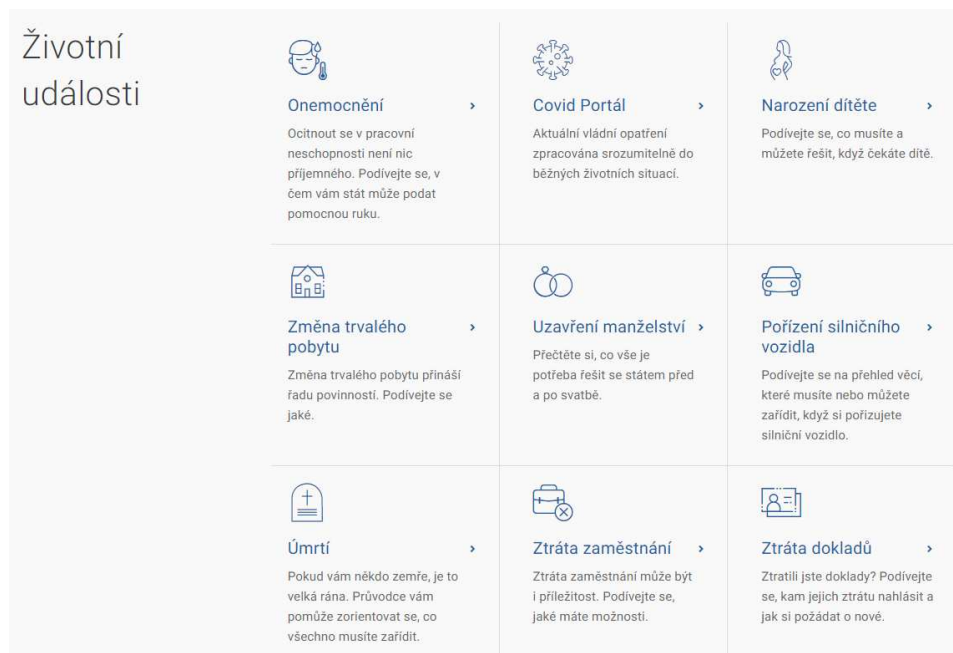 Životní
události
Onemocnění
Ocitnout se v pracovní
neschopnosti není nic
příjemného. Podívejte se, v
čem vám stát může podat
pomocnou ruku.
Covid Portál
Aktuální vládní opatření
zpracována srozumitelně do
běžných životních situací.
Narození dítěte
Podívejte se, co musíte a
můžete řešit, když čekáte dítě.
Změna trvalého
pobytu
Změna trvalého pobytu přináší
řadu povinností. Podívejte se
jaké.
Uzavření manželství
Přečtěte si, co vše je
potřeba řešit se státem před
a po svatbě.
Pořízení silničního
vozidla
Podívejte se na přehled věcí,
které musíte nebo můžete
zařídit, když si pořizujete
silniční vozidlo.
Úmrtí
Pokud vám někdo zemře, je to
velká rána. Průvodce vám
pomůže zorientovat se, co
všechno musíte zařídit.
Ztráta zaměstnání
Ztráta zaměstnání může být
i příležitost. Podívejte se,
jaké máte možnosti.
Ztráta dokladů
Ztratili jste doklady? Podívejte
se, kam jejich ztrátu nahlásit a
jak si požádat o nové.